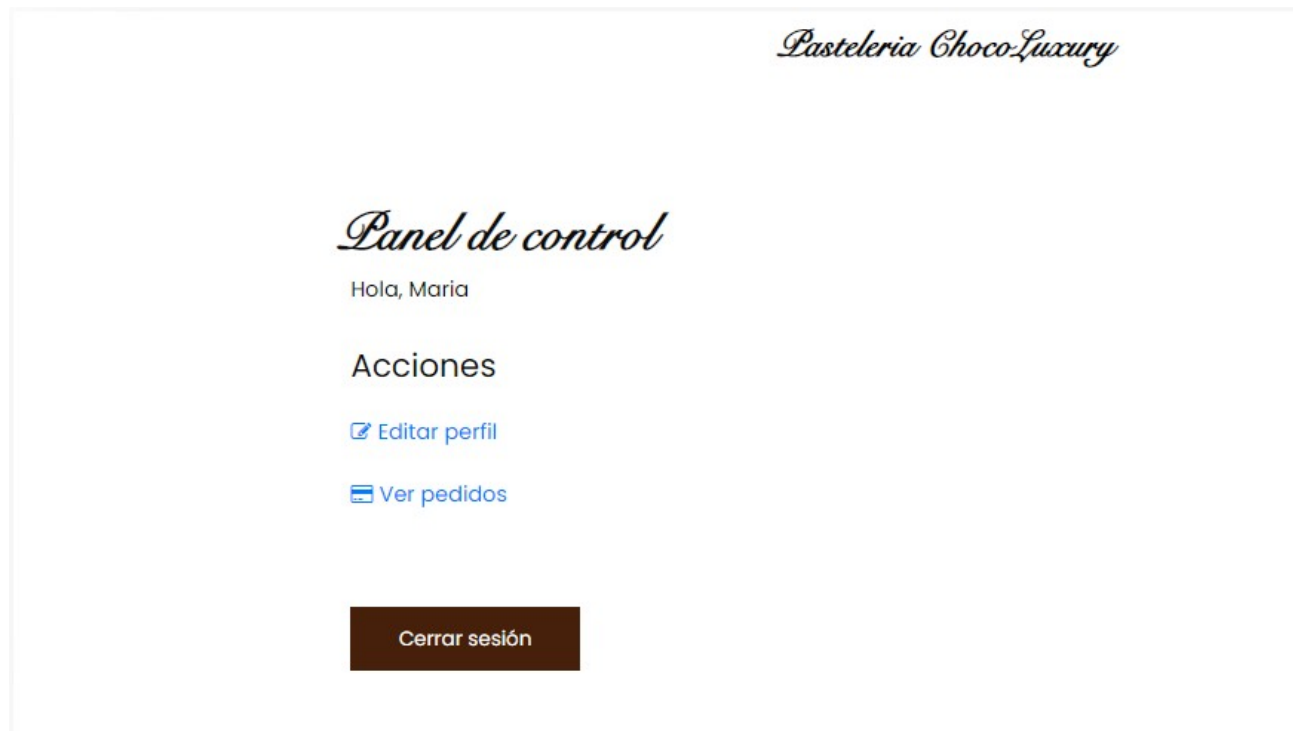 Pasteleria ChocoLuxury
Panel de control
Hola, Maria
Acciones
Editar perfil
Ver pedidos
Cerrar sesión